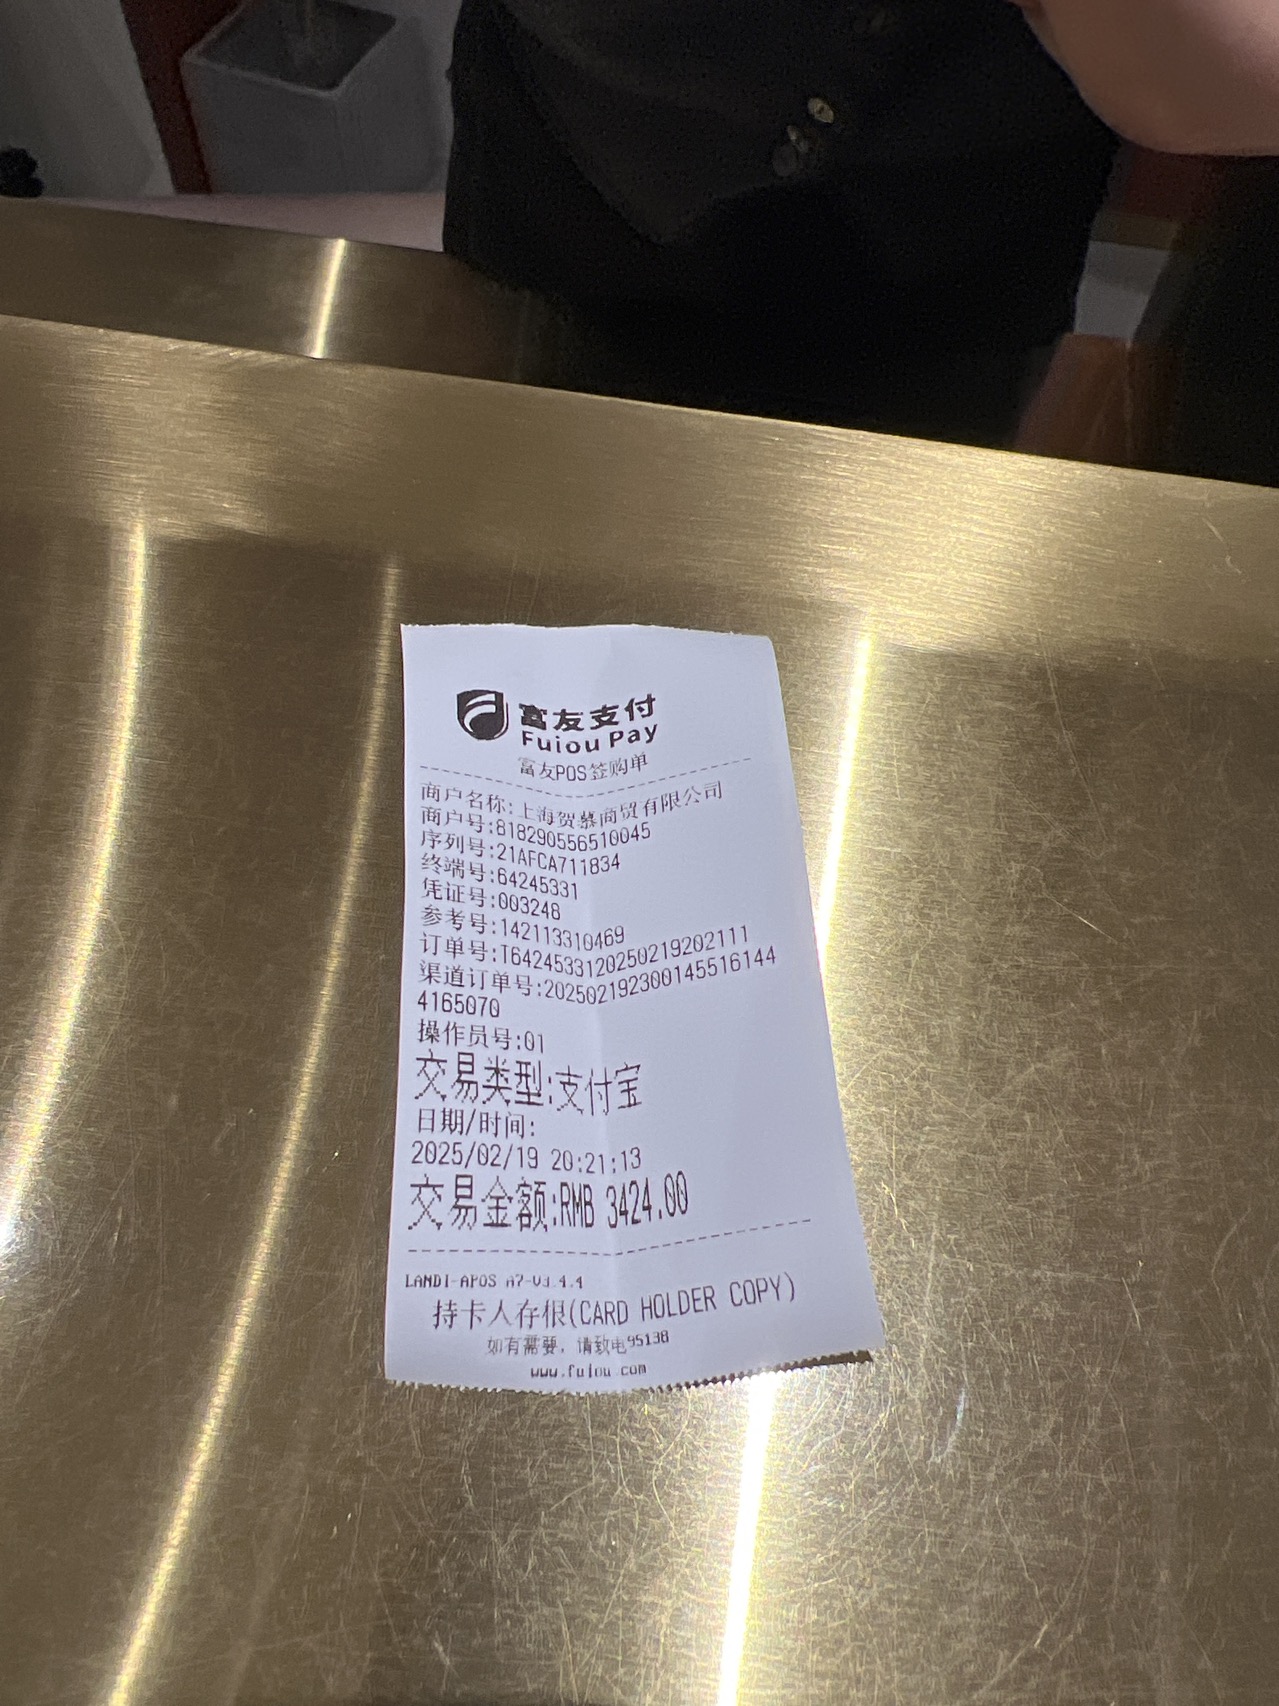 富友支付
Fuiou Pay
富友POS签购单
商户名称:上海贺慕商贸有限公司
商户号:818290556510045
序列号:21AFCA711834
终端号:64245331
凭证号:003248
参考号:142113310469
订单号:T6424533120250219202111
渠道订单号:20250219230014551614​4
4165070
操作员号:01
交易类型:支付宝
日期/时间:
2025/02/19 20:21:13
交易金额:RMB 3424.00
LANDI-APOS A7-V3.4.4
持卡人存根(CARD HOLDER COPY)
如有需要，请致电95138
www.fuiou.com